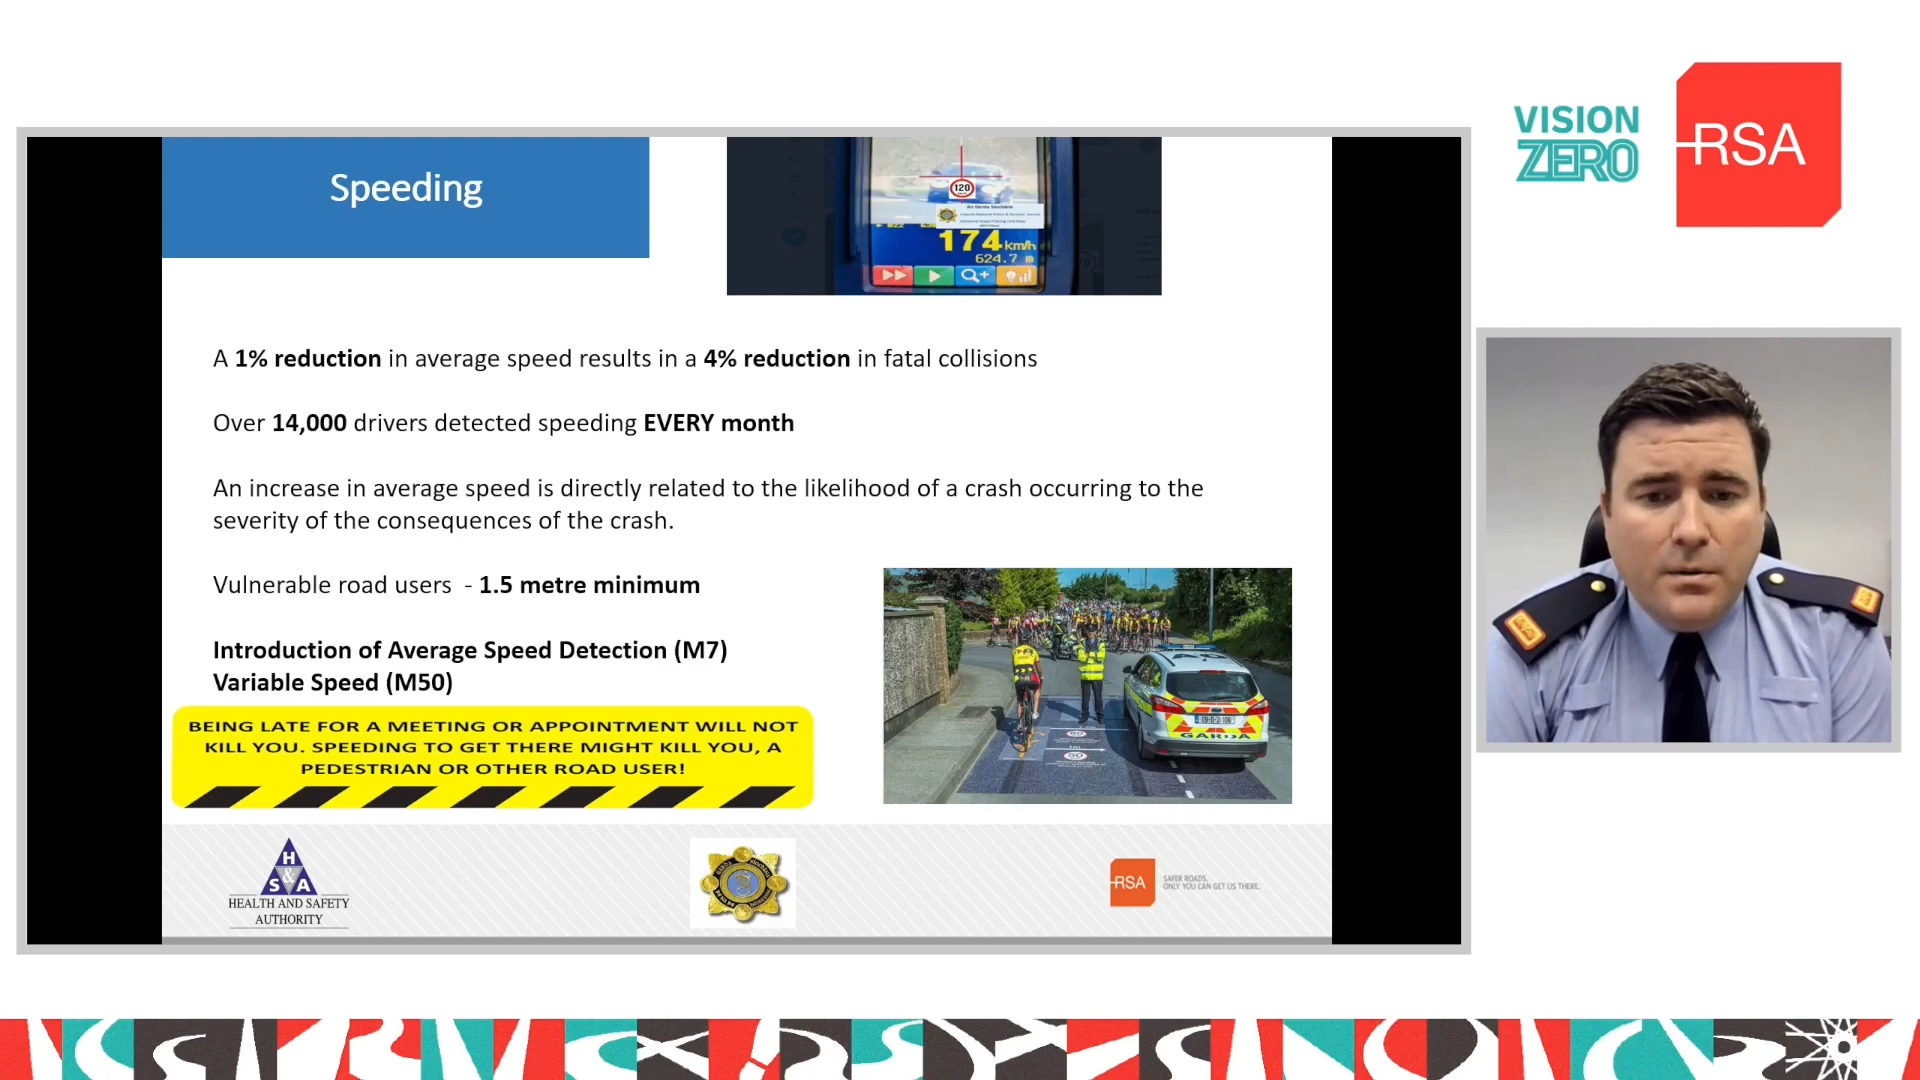 VISION
ZERO
RSA
Speeding
120
An Garda Síochána
174 km/h
624.7 m
A 1% reduction in average speed results in a 4% reduction in fatal collisions
Over 14,000 drivers detected speeding EVERY month
An increase in average speed is directly related to the likelihood of a crash occurring to the
severity of the consequences of the crash.
Vulnerable road users - 1.5 metre minimum
Introduction of Average Speed Detection (M7)
Variable Speed (M50)
BEING LATE FOR A MEETING OR APPOINTMENT WILL NOT
KILL YOU. SPEEDING TO GET THERE MIGHT KILL YOU, A
PEDESTRIAN OR OTHER ROAD USER!
GARDA
H
S & A
HEALTH AND SAFETY
AUTHORITY
RSA
SAFER ROADS.
ONLY YOU CAN GET US THERE.